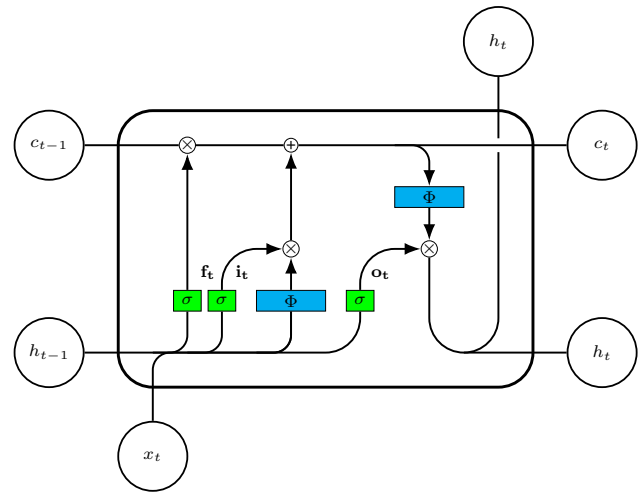 h_t
c_{t−1}
×
+
c_t
Φ
×
×
f_t
i_t
o_t
σ
σ
Φ
σ
h_{t−1}
h_t
x_t